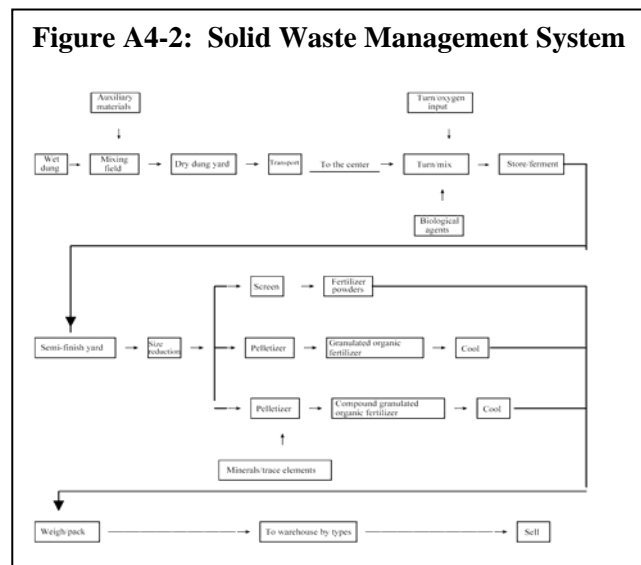 Figure A4-2:  Solid Waste Management System
Auxiliary
materials
Turn/oxygen
input
Wet
dung
Mixing
field
Dry dung yard
Transport
To the center
Turn/mix
Store/ferment
Biological
agents
Screen
Fertilizer
powders
Semi-finish yard
Size
reduction
Pelletizer
Granulated organic
fertilizer
Cool
Pelletizer
Compound granulated
organic fertilizer
Cool
Minerals/trace elements
Weigh/pack
To warehouse by types
Sell